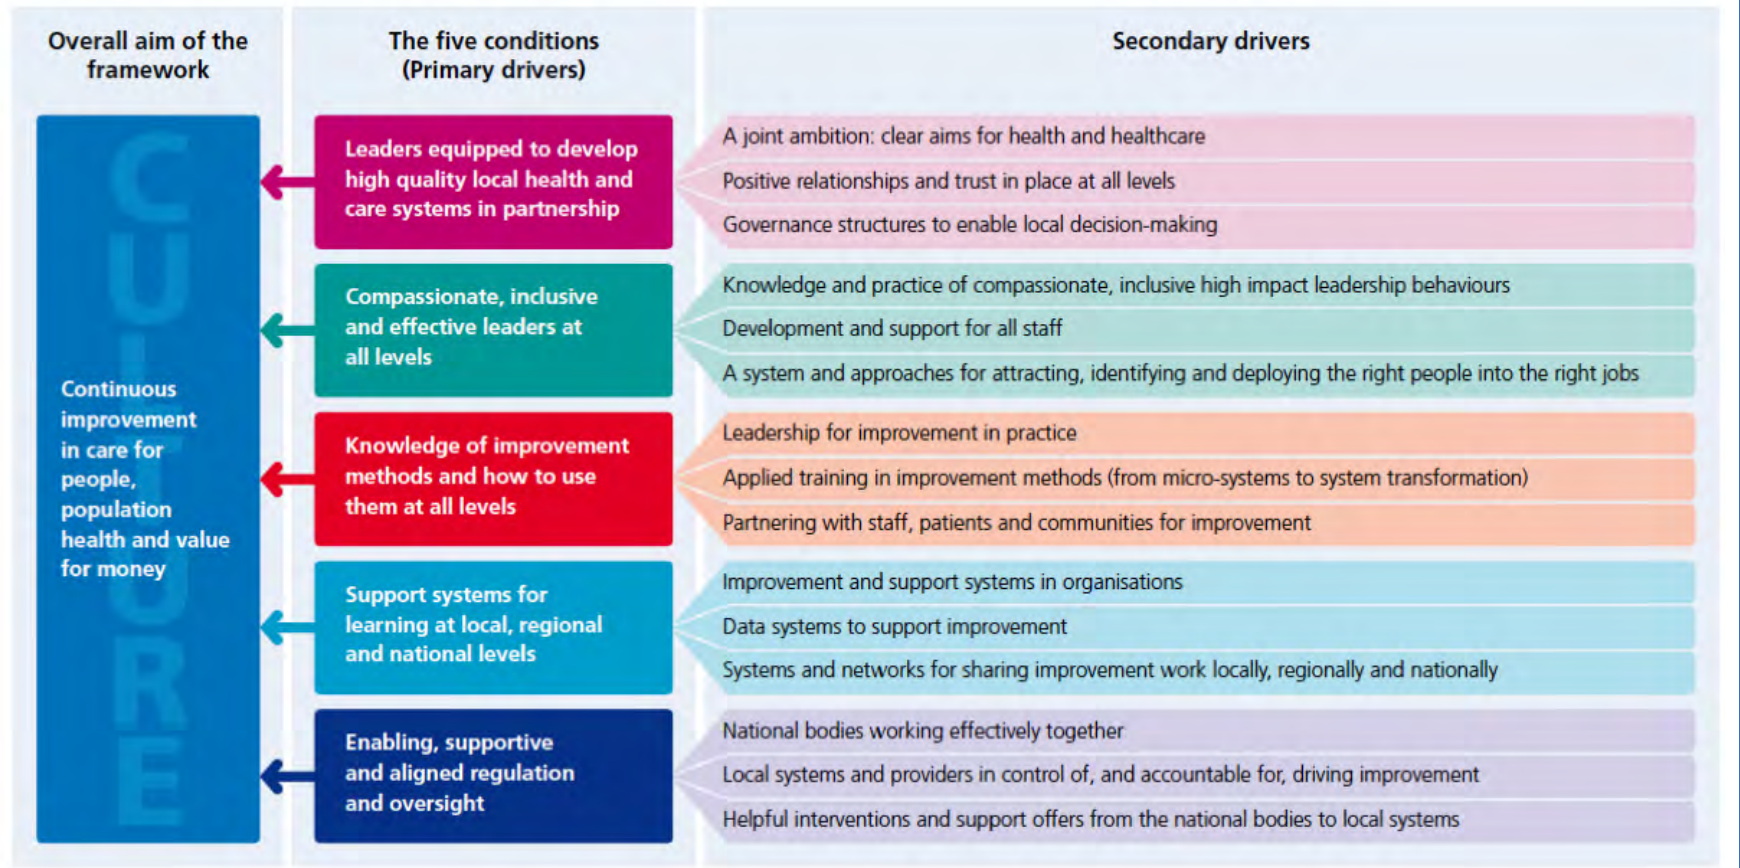 Overall aim of the
framework
The five conditions
(Primary drivers)
Secondary drivers
CULTURE
Continuous
improvement
in care for
people,
population
health and value
for money
Leaders equipped to develop
high quality local health and
care systems in partnership
A joint ambition: clear aims for health and healthcare
Positive relationships and trust in place at all levels
Governance structures to enable local decision-making
Compassionate, inclusive
and effective leaders at
all levels
Knowledge and practice of compassionate, inclusive high impact leadership behaviours
Development and support for all staff
A system and approaches for attracting, identifying and deploying the right people into the right jobs
Knowledge of improvement
methods and how to use
them at all levels
Leadership for improvement in practice
Applied training in improvement methods (from micro-systems to system transformation)
Partnering with staff, patients and communities for improvement
Support systems for
learning at local, regional
and national levels
Improvement and support systems in organisations
Data systems to support improvement
Systems and networks for sharing improvement work locally, regionally and nationally
Enabling, supportive
and aligned regulation
and oversight
National bodies working effectively together
Local systems and providers in control of, and accountable for, driving improvement
Helpful interventions and support offers from the national bodies to local systems